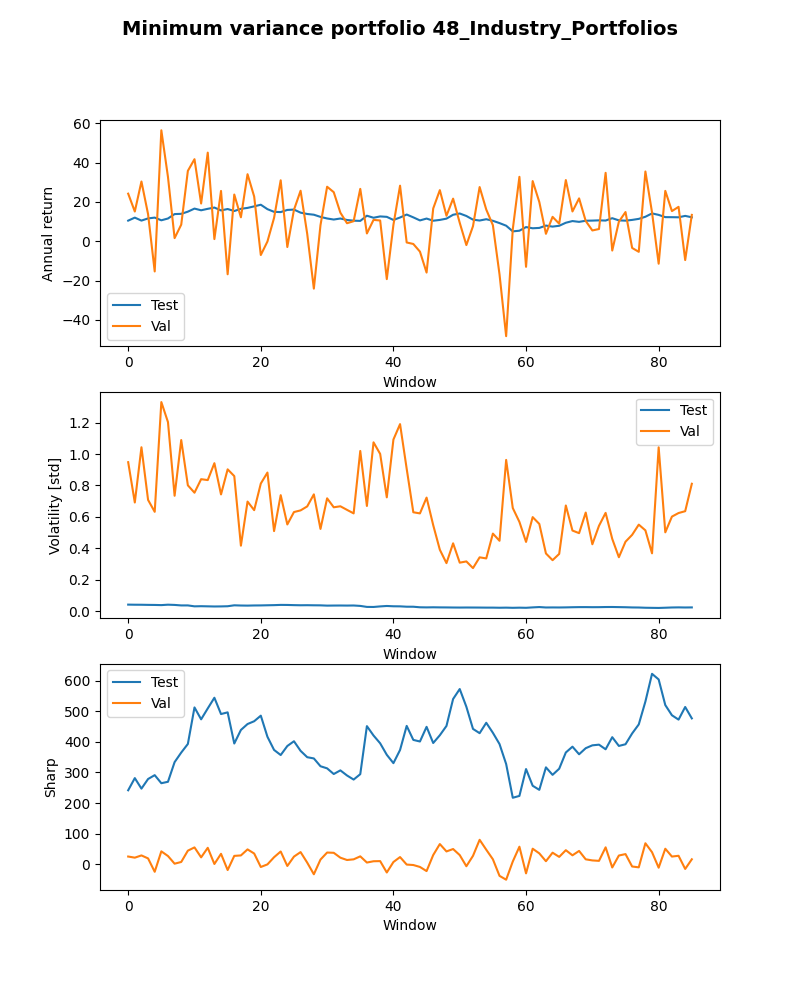 Minimum variance portfolio 48_Industry_Portfolios
60
40
20
0
−20
−40
Annual return
Test
Val
0
20
40
60
80
Window
1.2
1.0
0.8
0.6
0.4
0.2
0.0
Volatility [std]
Test
Val
0
20
40
60
80
Window
600
500
400
300
200
100
0
Sharp
Test
Val
0
20
40
60
80
Window